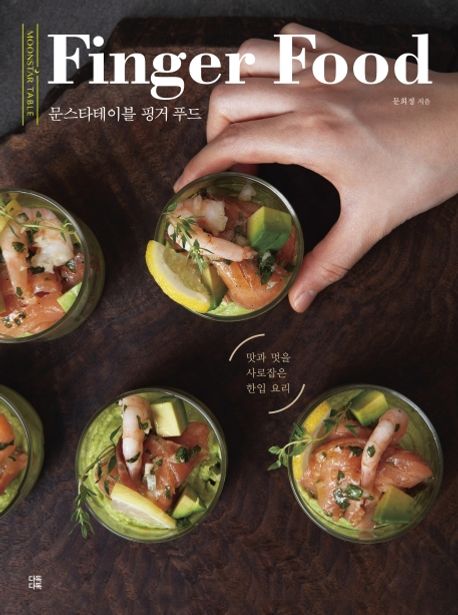 MOONSTAR TABLE
Finger Food
문스타테이블 핑거 푸드
문희정 지음
맛과 멋을
사로잡은
한입 요리
다독
다독